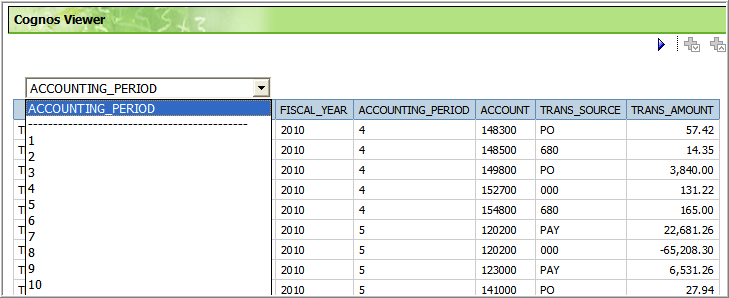 Cognos Viewer
ACCOUNTING_PERIOD
ACCOUNTING_PERIOD
----------------------------------------
1
2
3
4
5
6
7
8
9
10
FISCAL_YEAR ACCOUNTING_PERIOD ACCOUNT TRANS_SOURCE TRANS_AMOUNT
2010 4 148300 PO 57.42
2010 4 148500 680 14.35
2010 4 149800 PO 3,840.00
2010 4 152700 000 131.22
2010 4 154800 680 165.00
2010 5 120200 PAY 22,681.26
2010 5 120200 000 -65,208.30
2010 5 123000 PAY 6,531.26
2010 5 141000 PO 27.94